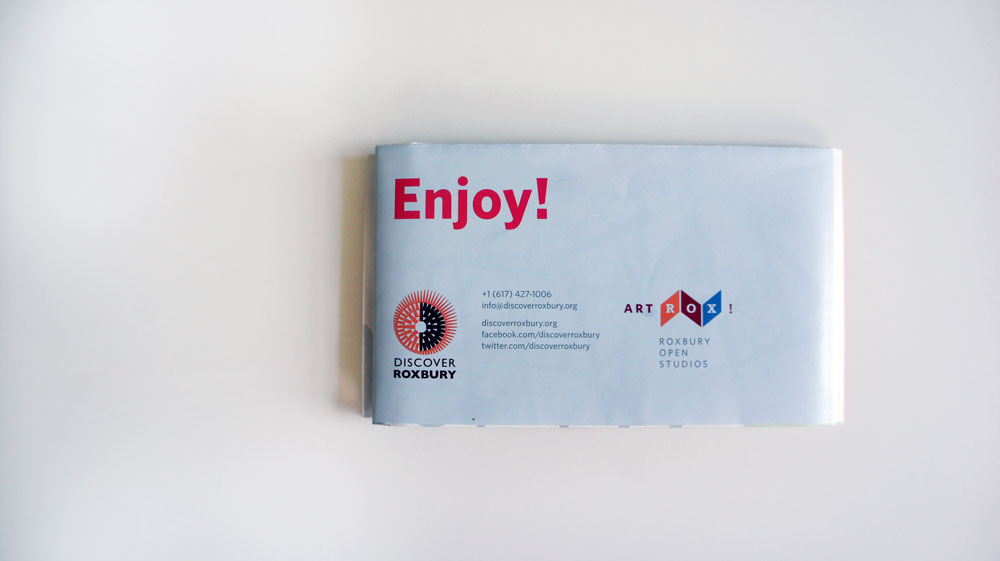 Enjoy!
DISCOVER
ROXBURY
+1 (617) 427-1006
info@discoverroxbury.org
discoverroxbury.org
facebook.com/discoverroxbury
twitter.com/discoverroxbury
ART ROX !
ROXBURY
OPEN
STUDIOS